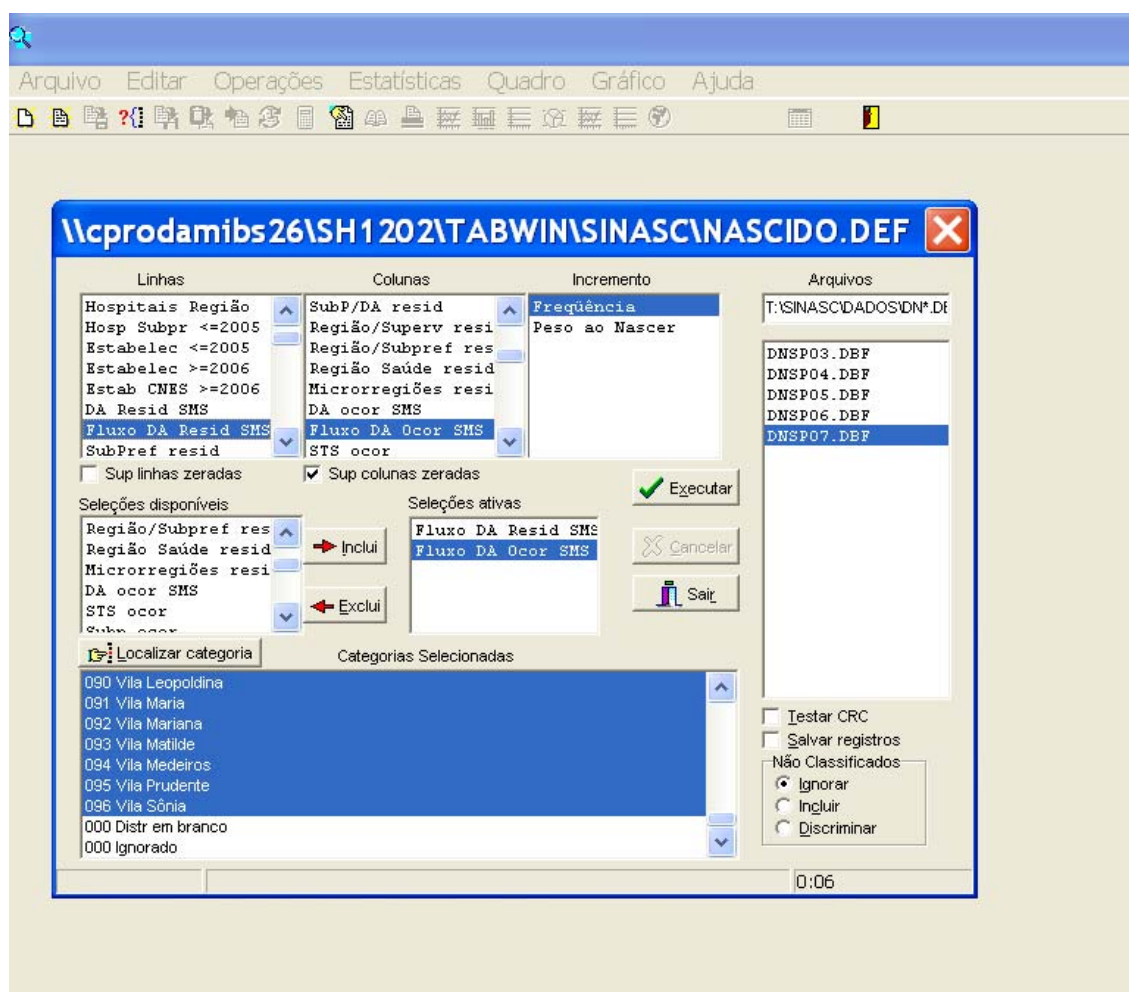 Arquivo Editar Operações Estatísticas Quadro Gráfico Ajuda
\\cprodamibs26\SH1202\TABWIN\SINASC\NASCIDO.DEF
Linhas
Hospitais Região
Hosp Subpr <=2005
Estabelec <=2005
Estabelec >=2006
Estab CNES >=2006
DA Resid SMS
Fluxo DA Resid SMS
SubPref resid
Sup linhas zeradas
Colunas
SubP/DA resid
Região/Superv resi
Região/Subpref res
Região Saúde resid
Microrregiões resi
DA ocor SMS
Fluxo DA Ocor SMS
STS ocor
Sup colunas zeradas
Incremento
Freqüência
Peso ao Nascer
Arquivos
T:\SINASC\DADOS\DN*.DE
DNSP03.DBF
DNSP04.DBF
DNSP05.DBF
DNSP06.DBF
DNSP07.DBF
Executar
Cancelar
Sair
Seleções disponíveis
Região/Subpref res
Região Saúde resid
Microrregiões resi
DA ocor SMS
STS ocor
Subp ocor
Inclui
Exclui
Seleções ativas
Fluxo DA Resid SMS
Fluxo DA Ocor SMS
Localizar categoria
Categorias Selecionadas
090 Vila Leopoldina
091 Vila Maria
092 Vila Mariana
093 Vila Matilde
094 Vila Medeiros
095 Vila Prudente
096 Vila Sônia
000 Distr em branco
000 Ignorado
Testar CRC
Salvar registros
Não Classificados
Ignorar
Incluir
Discriminar
0:06